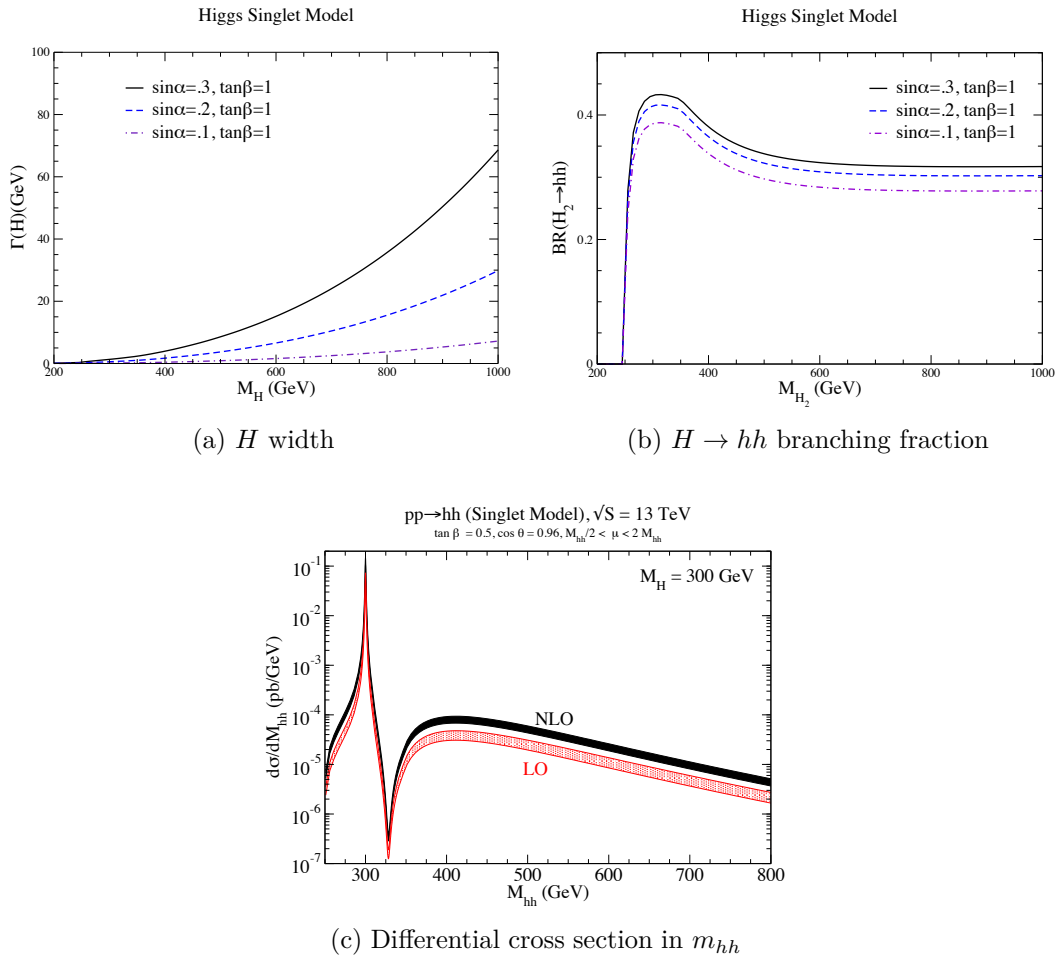 Higgs Singlet Model
100
80
60
40
20
0
Γ(H)(GeV)
sinα=.3, tanβ=1
sinα=.2, tanβ=1
sinα=.1, tanβ=1
200 400 600 800 1000
M_H (GeV)
(a) H width
Higgs Singlet Model
0.4
0.2
0
BR(H_2→hh)
sinα=.3, tanβ=1
sinα=.2, tanβ=1
sinα=.1, tanβ=1
200 400 600 800 1000
M_{H_2} (GeV)
(b) H → hh branching fraction
pp→hh (Singlet Model), √S = 13 TeV
tan β = 0.5, cos θ = 0.96, M_hh/2 < μ < 2 M_hh
10^-1
10^-2
10^-3
10^-4
10^-5
10^-6
10^-7
dσ/dM_hh (pb/GeV)
M_H = 300 GeV
NLO
LO
300 400 500 600 700 800
M_hh (GeV)
(c) Differential cross section in m_hh